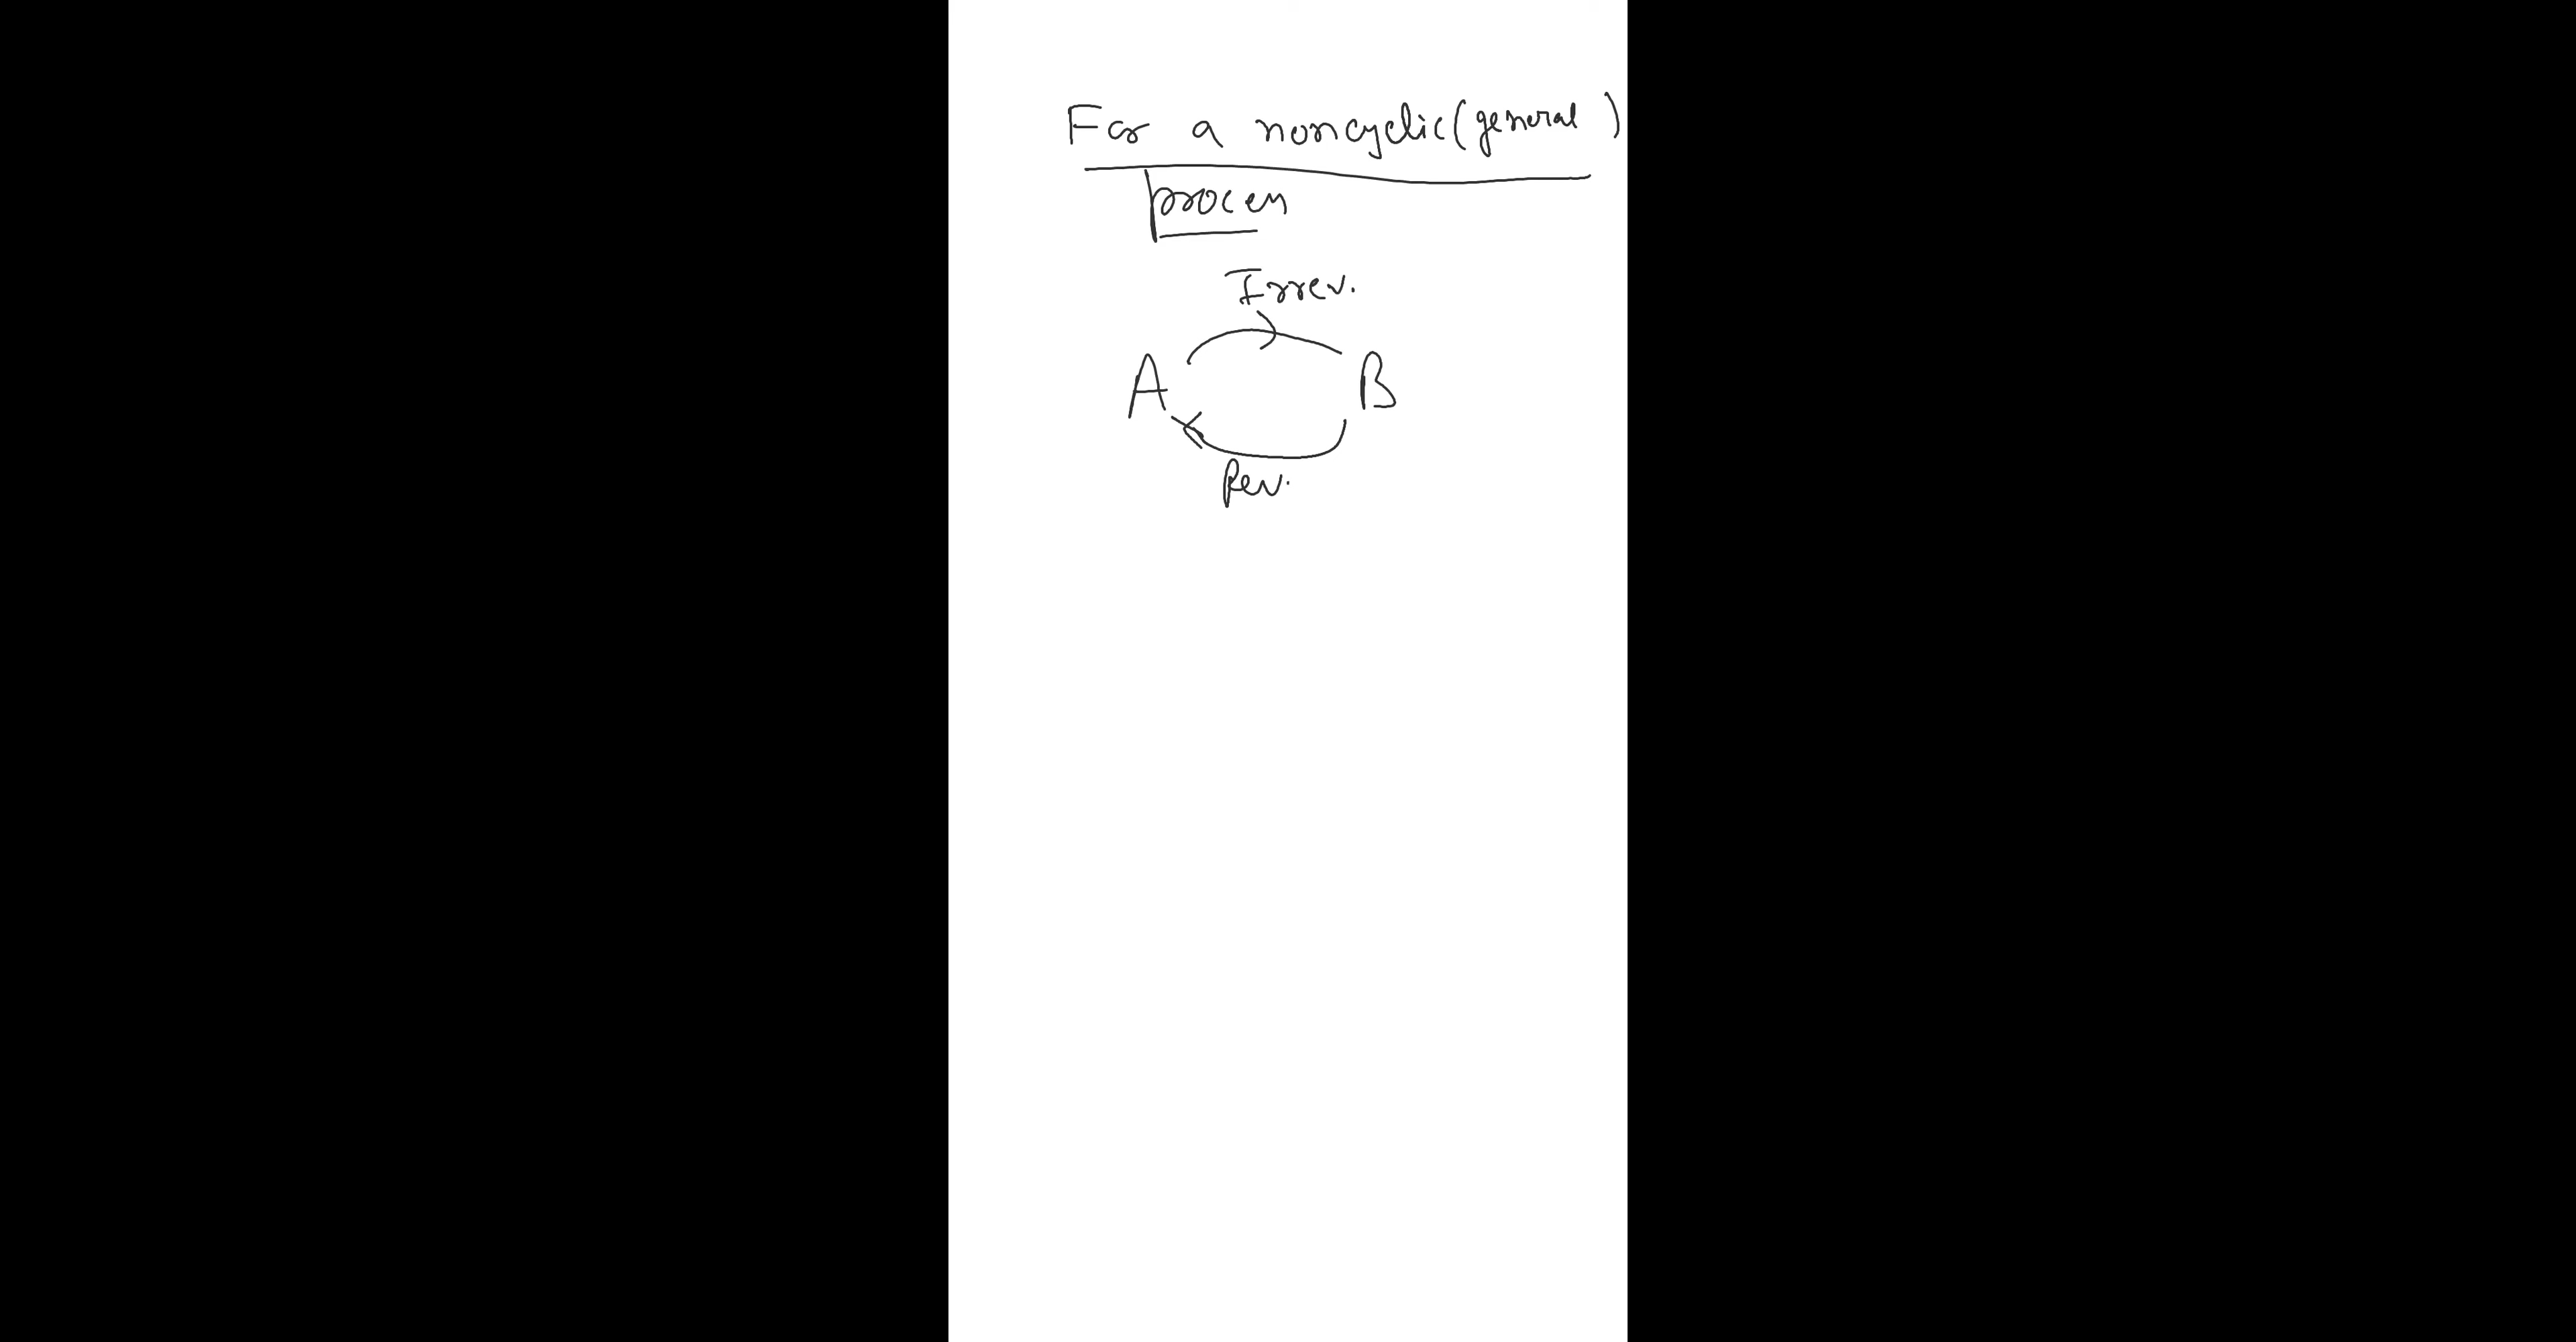 For a noncyclic (general)
process
Irrev.
A B
Rev.